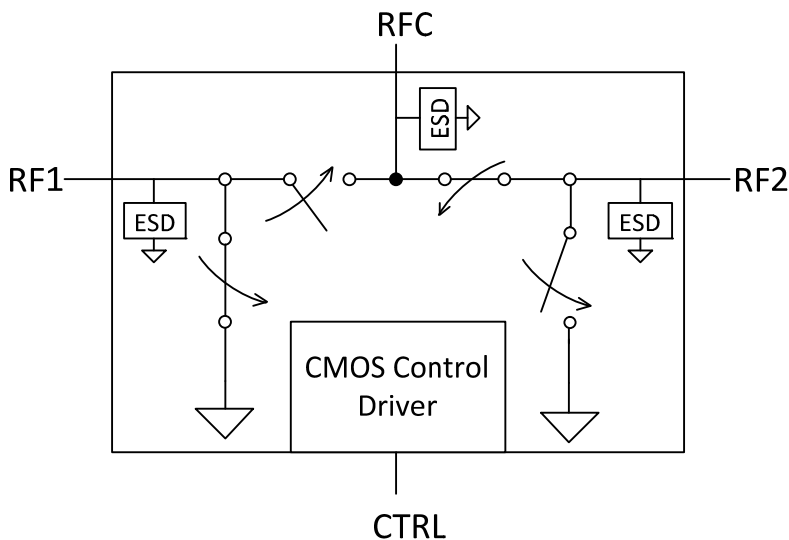 RFC
ESD
RF1
RF2
ESD
ESD
CMOS Control
Driver
CTRL